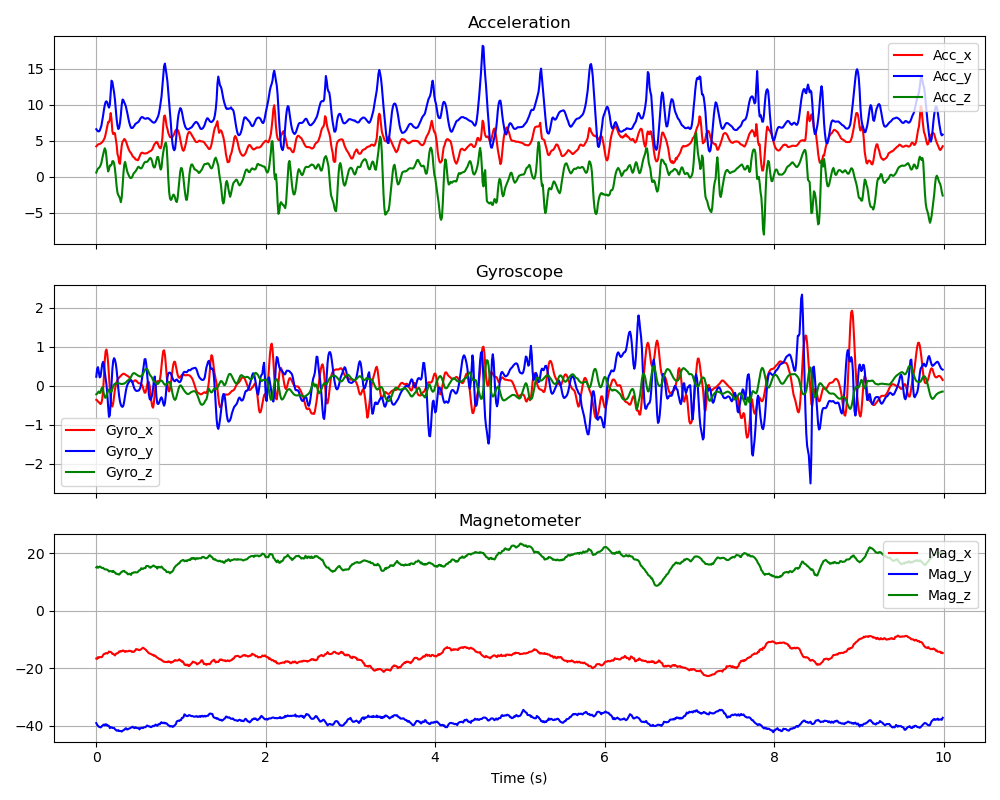 Acceleration
15
10
5
0
−5
Acc_x
Acc_y
Acc_z
Gyroscope
2
1
0
−1
−2
Gyro_x
Gyro_y
Gyro_z
Magnetometer
20
0
−20
−40
Mag_x
Mag_y
Mag_z
0 2 4 6 8 10
Time (s)